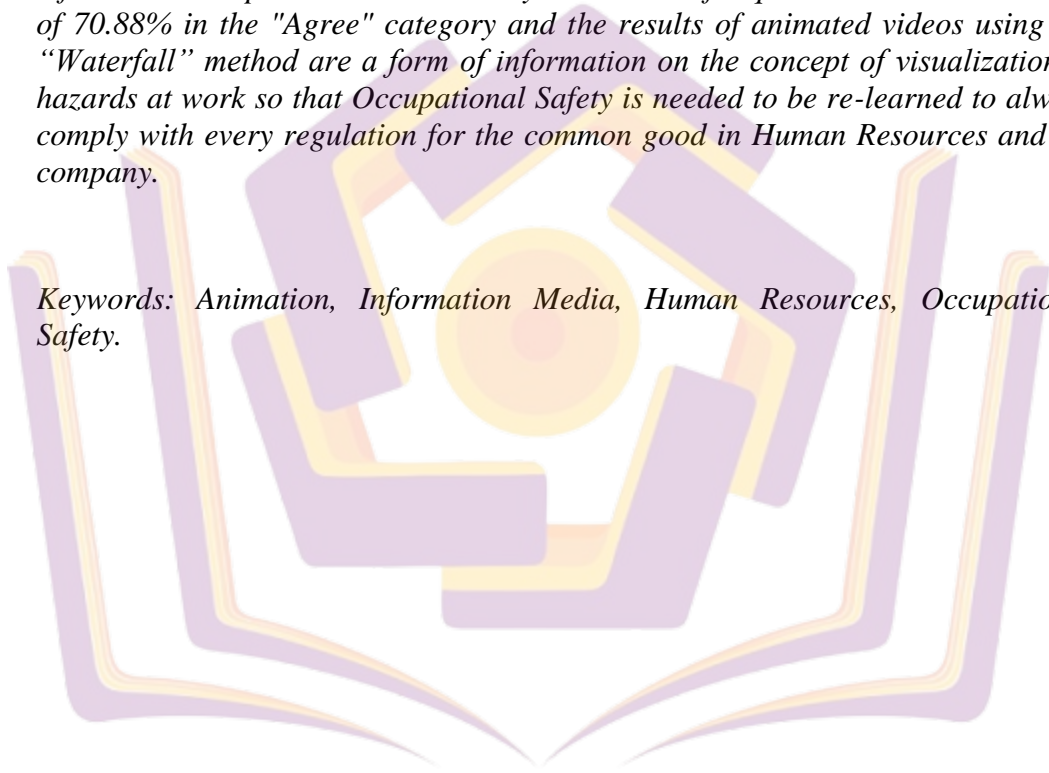 of 70.88% in the "Agree" category and the results of animated videos using
“Waterfall” method are a form of information on the concept of visualization
hazards at work so that Occupational Safety is needed to be re-learned to
comply with every regulation for the common good in Human Resources and
company.
Keywords: Animation, Information Media, Human Resources,
Safety.